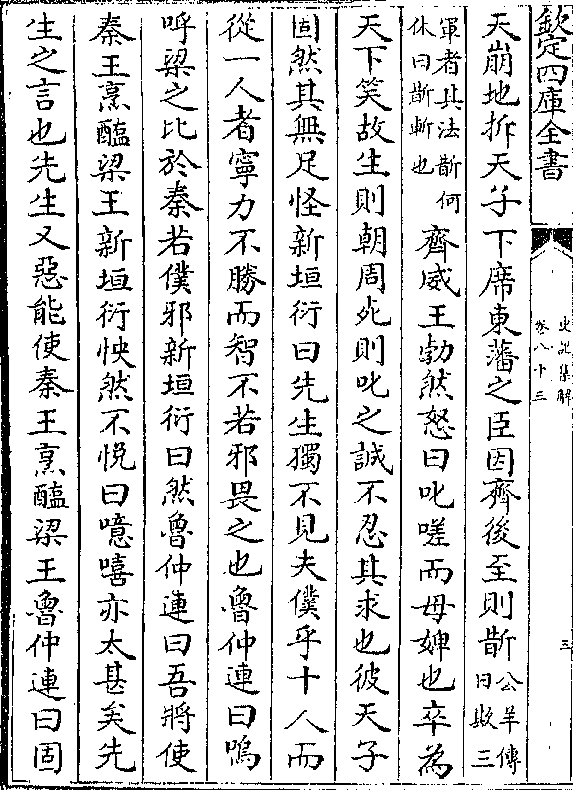 欽定四庫全書
史記集解
卷八十三
三
天崩地拆天子下席東藩之臣因齊後至則斮公羊傳
曰欺三
軍者其法斮何
休曰斮斬也齊威王勃然怒曰叱嗟而母婢也卒為
天下笑故生則朝周死則叱之誠不忍其求也彼天子
固然其無足怪新垣衍曰先生獨不見夫僕乎十人而
從一人者寧力不勝而智不若邪畏之也魯仲連曰嗚
呼梁之比於秦若僕邪新垣衍曰然魯仲連曰吾將使
秦王烹醢梁王新垣衍怏然不悅曰噫嘻亦太甚矣先
生之言也先生又惡能使秦王烹醢梁王魯仲連曰固